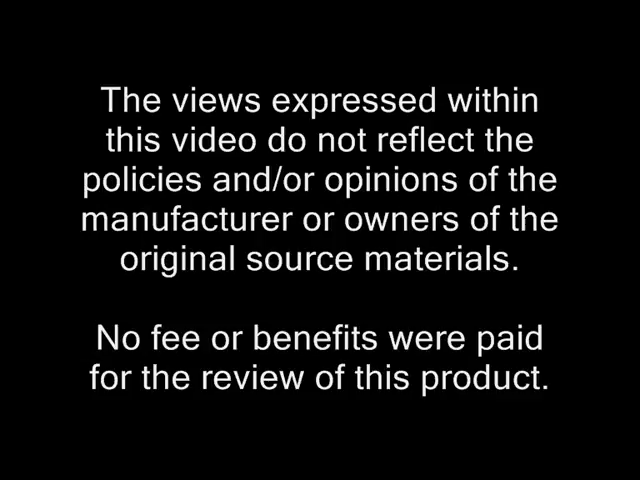 The views expressed within
this video do not reflect the
policies and/or opinions of the
manufacturer or owners of the
original source materials.
No fee or benefits were paid
for the review of this product.